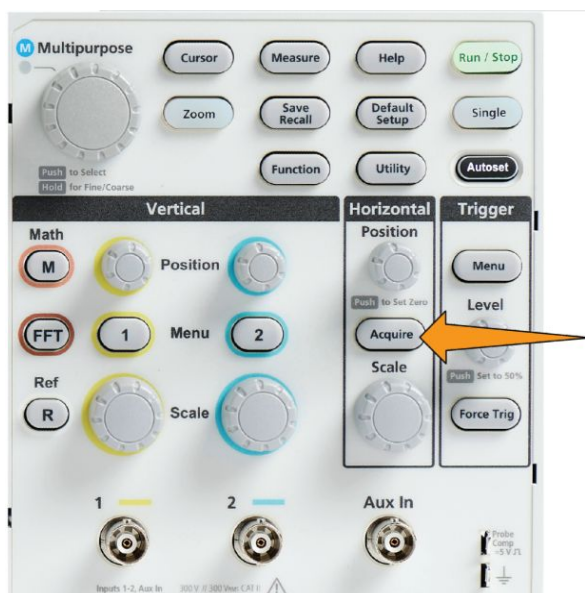 M Multipurpose
Cursor
Measure
Help
Run / Stop
Zoom
Save
Recall
Default
Setup
Single
Push to Select
Hold for Fine/Coarse
Function
Utility
Autoset
Vertical
Horizontal
Trigger
Math
M
Position
Position
Menu
Push to Set Zero
Level
FFT
1
Menu
2
Acquire
Push Set to 50%
Ref
R
Scale
Scale
Force Trig
1
2
Aux In
Probe
Comp
Inputs 1-2, Aux In
CAT II